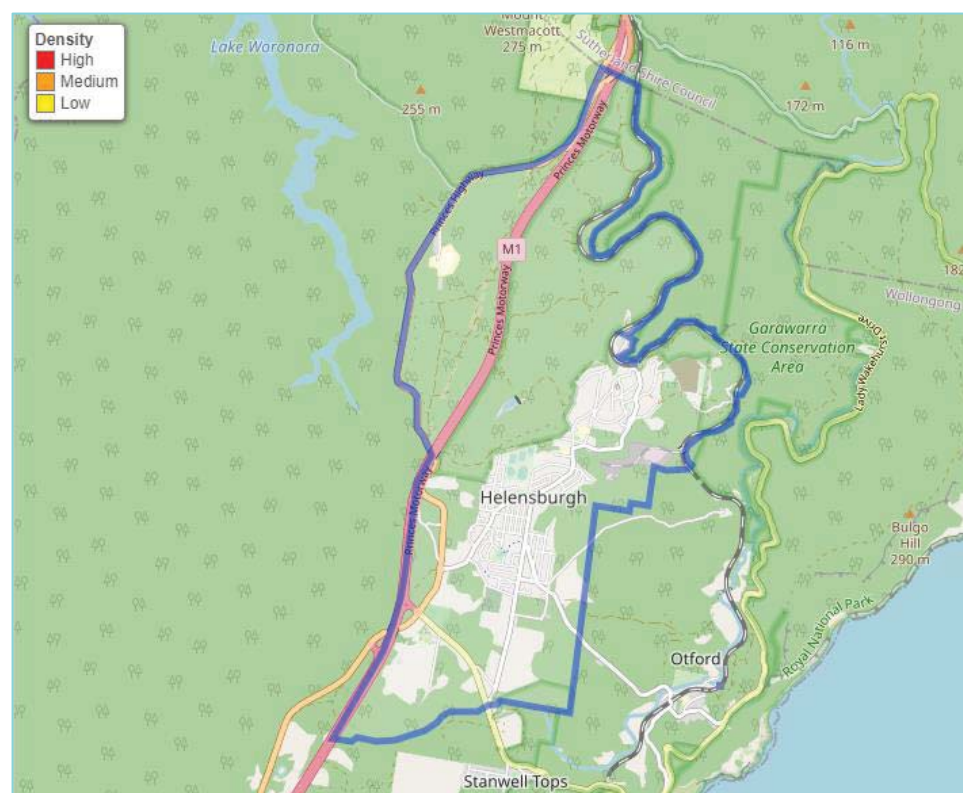 Density
High
Medium
Low
Lake Woronora
Mount
Westmacott
275 m
Sutherland Shire Council
116 m
255 m
172 m
Princes Motorway
Princes Highway
M1
Princes Motorway
182
Wollongong
Garawarra
State Conservation
Area
Lady Wakehurst Drive
Princes Motorway
Helensburgh
Bulgo
Hill
290 m
Royal National Park
Otford
Stanwell Tops